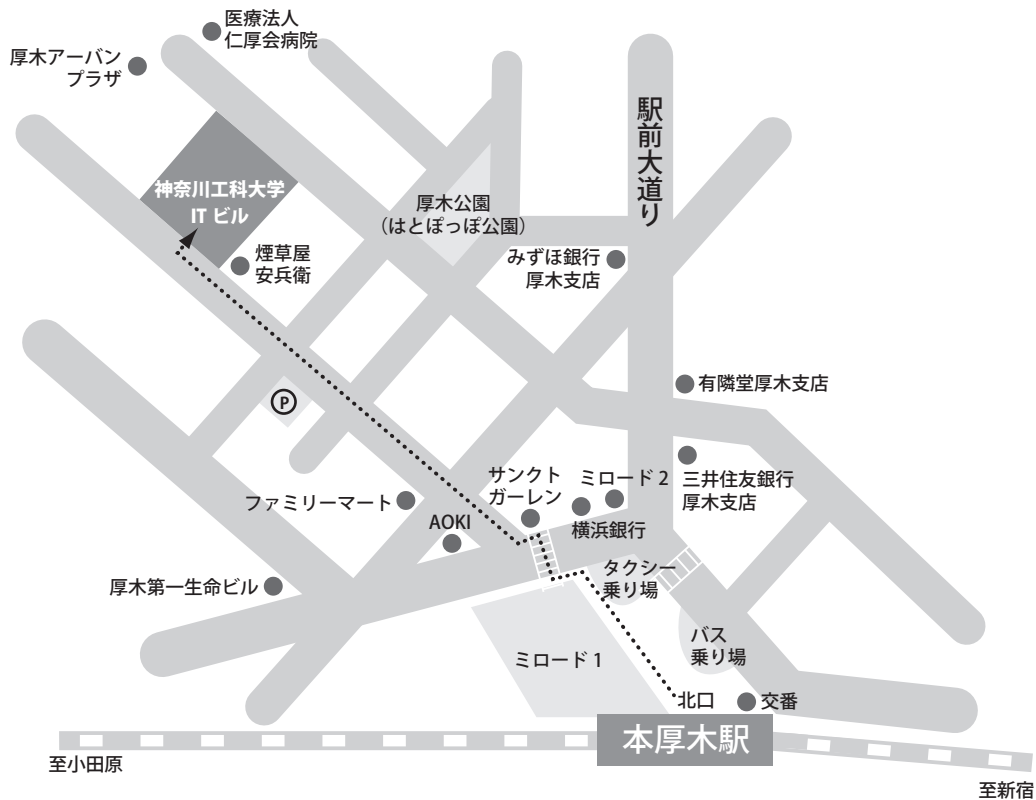 医療法人
仁厚会病院
厚木アーバン
プラザ
駅前大道り
神奈川工科大学
IT ビル
厚木公園
（はとぽっぽ公園）
煙草屋
安兵衛
みずほ銀行
厚木支店
有隣堂厚木支店
P
サンクト
ガーレン
ミロード 2
三井住友銀行
厚木支店
ファミリーマート
AOKI
横浜銀行
タクシー
乗り場
厚木第一生命ビル
バス
乗り場
ミロード 1
北口
交番
本厚木駅
至小田原
至新宿